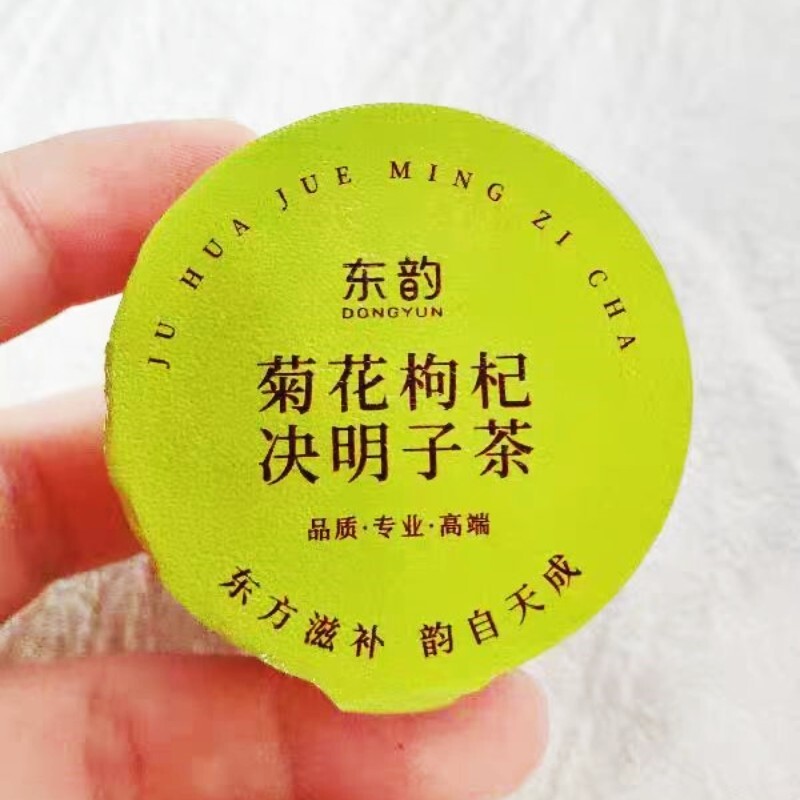 JU HUA JUE MING ZI CHA
东韵
DONGYUN
菊花枸杞
决明子茶
品质·专业·高端
东方滋补 韵自天成